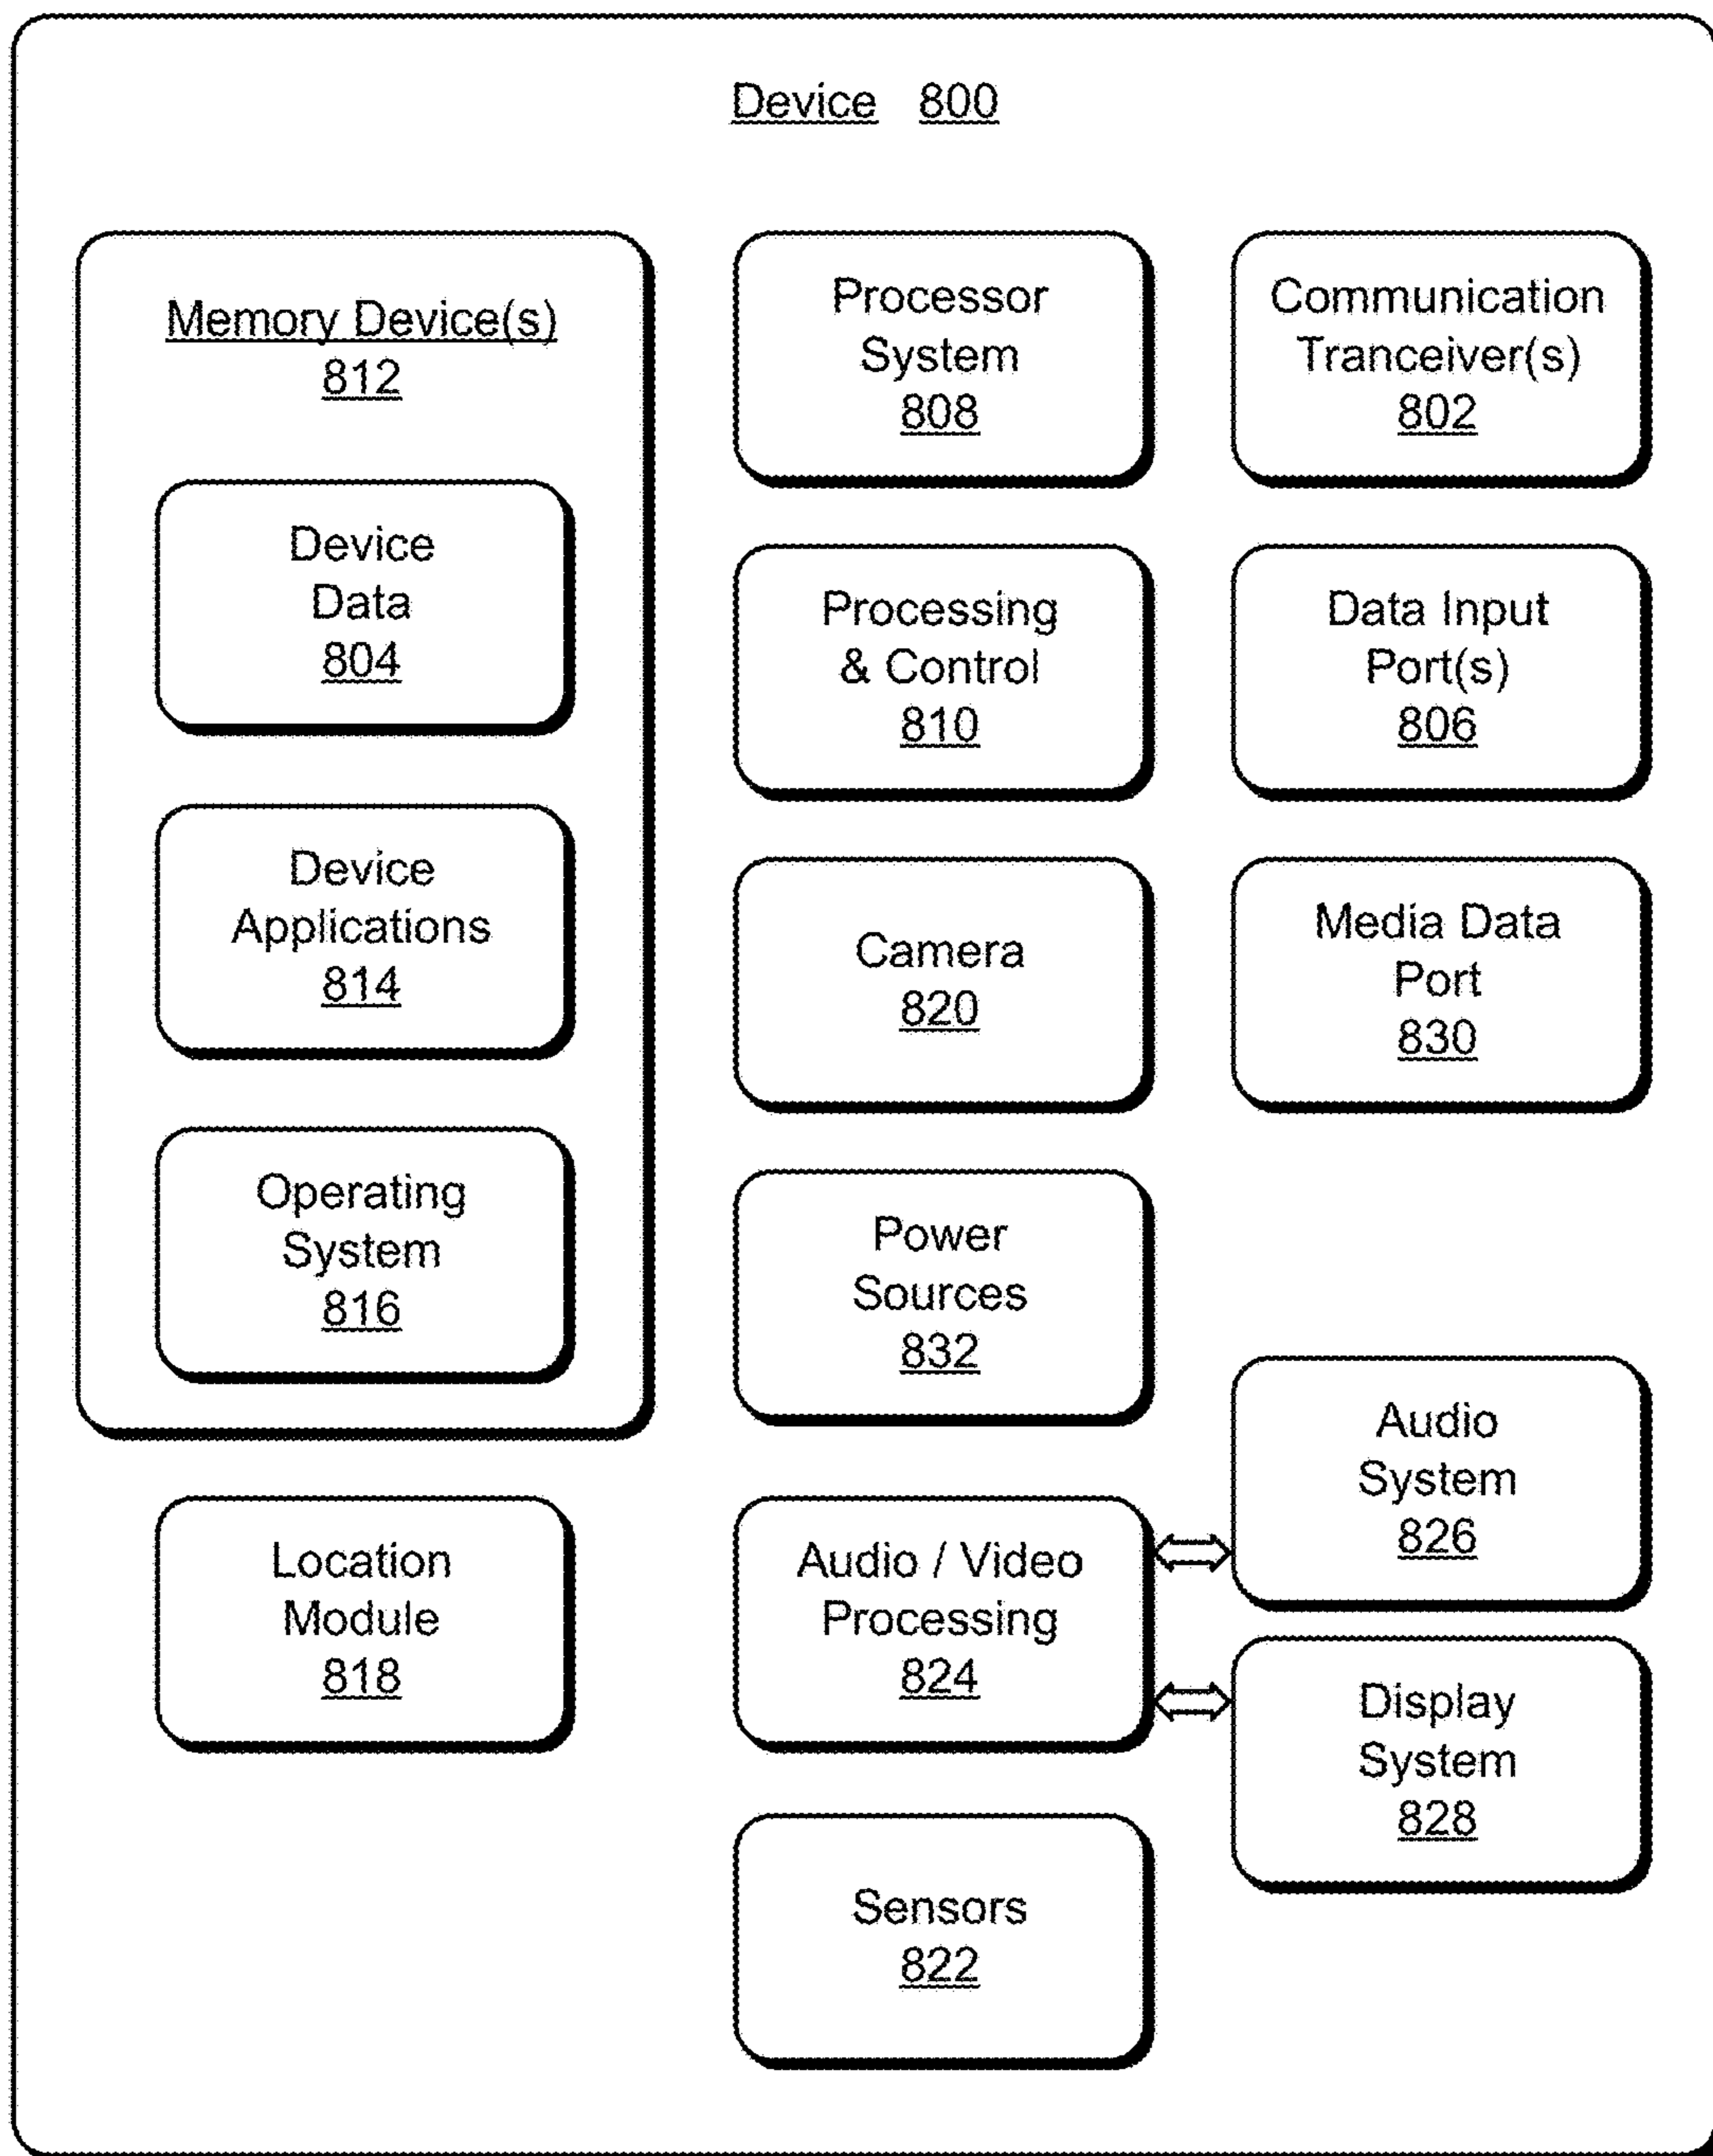 Device 800
Memory Device(s)
812
Device
Data
804
Device
Applications
814
Operating
System
816
Location
Module
818
Processor
System
808
Processing
& Control
810
Camera
820
Power
Sources
832
Audio / Video
Processing
824
Sensors
822
Communication
Tranceiver(s)
802
Data Input
Port(s)
806
Media Data
Port
830
Audio
System
826
Display
System
828